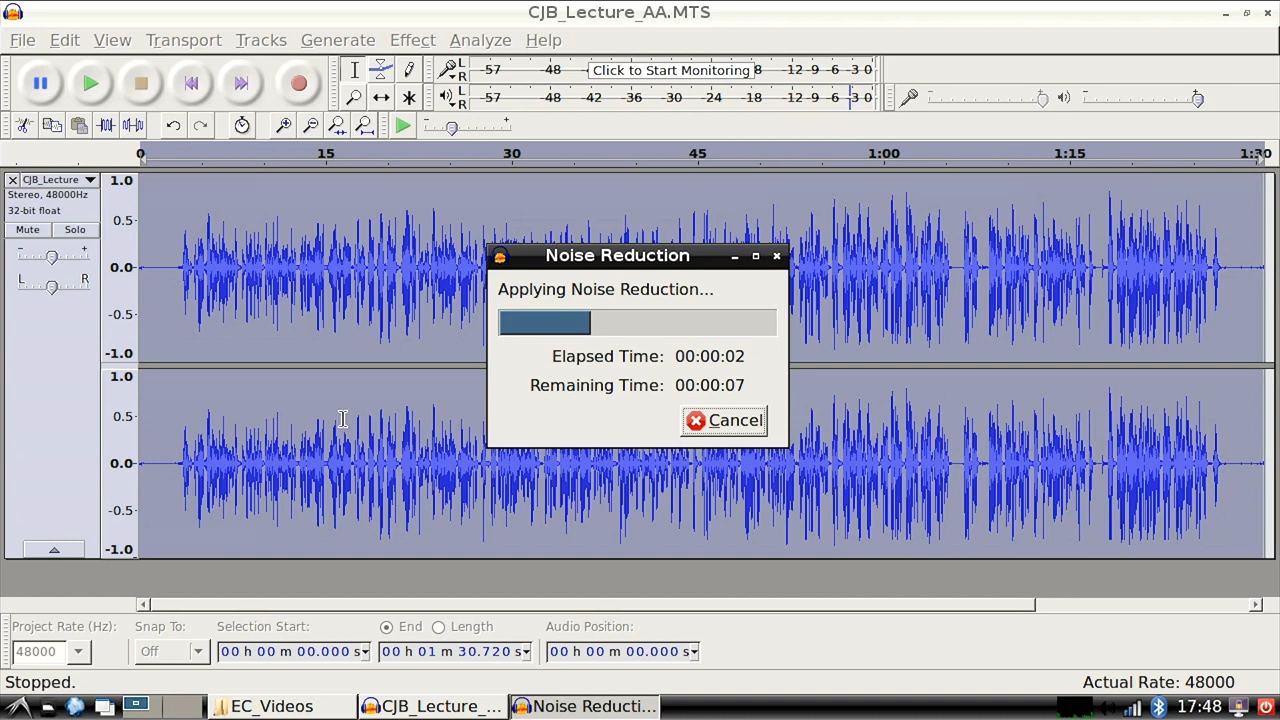 CJB_Lecture_AA.MTS
File Edit View Transport Tracks Generate Effect Analyze Help
L R 57 -48 Click to Start Monitoring 8 -12 -9 -6 -3 0
L R 57 -48 -42 -36 -30 -24 -18 -12 -9 -6 -3 0
0 15 30 45 1:00 1:15 1:30
CJB_Lecture
Stereo, 48000Hz
32-bit float
Mute Solo
- +
L R
1.0
0.5
0.0
-0.5
-1.0
1.0
0.5
0.0
-0.5
-1.0
Noise Reduction
Applying Noise Reduction...
Elapsed Time: 00:00:02
Remaining Time: 00:00:07
Cancel
Project Rate (Hz): Snap To: Selection Start: End Length Audio Position:
48000 Off 00 h 00 m 00.000 s 00 h 01 m 30.720 s 00 h 00 m 00.000 s
Stopped. Actual Rate: 48000
EC_Videos CJB_Lecture_... Noise Reducti... 17:48